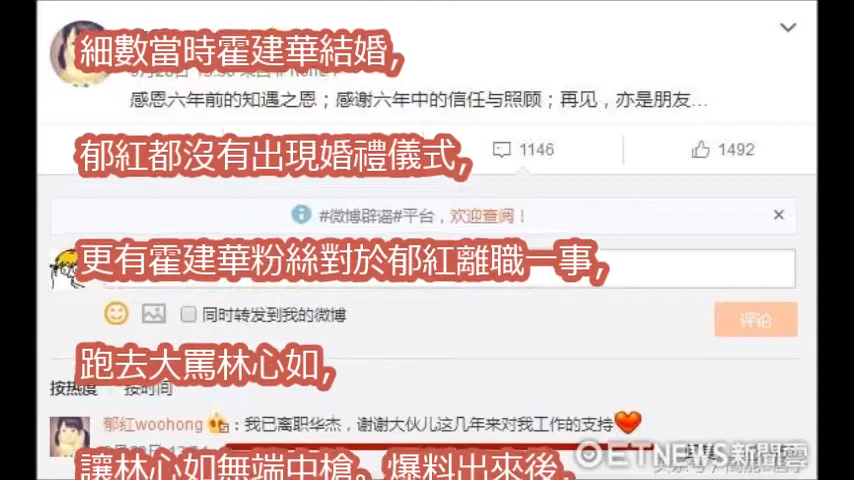 細數當時霍建華結婚,
感恩六年前的知遇之恩；感谢六年中的信任与照顾；再见，亦是朋友...
郁紅都沒有出現婚禮儀式,
1146
1492
#微博辟谣#平台，欢迎查阅！
更有霍建華粉絲對於郁紅離職一事,
同时转发到我的微博
评论
跑去大罵林心如,
按热度 按时间
郁红woohong：我已离职华杰，谢谢大伙儿这几年来对我工作的支持
讓林心如無端中槍。爆料出來後,
ETNEWS新聞雲